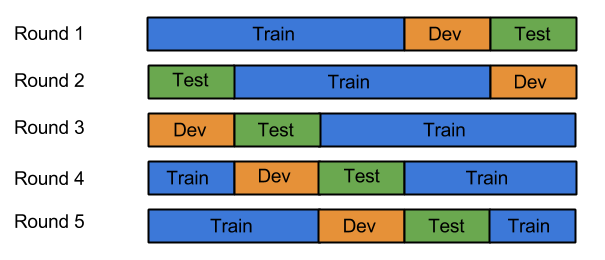 Round 1 Train Dev Test
Round 2 Test Train Dev
Round 3 Dev Test Train
Round 4 Train Dev Test Train
Round 5 Train Dev Test Train